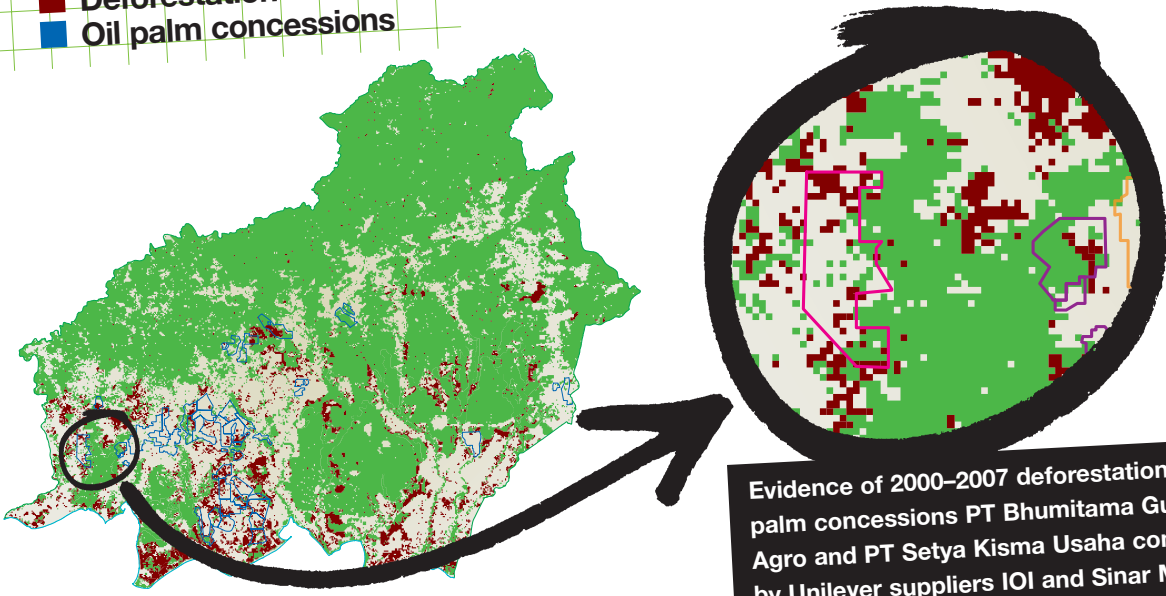 Deforestation
Oil palm concessions
Evidence of 2000–2007 deforestation
palm concessions PT Bhumitama
Agro and PT Setya Kisma Usaha
by Unilever suppliers IOI and Sinar